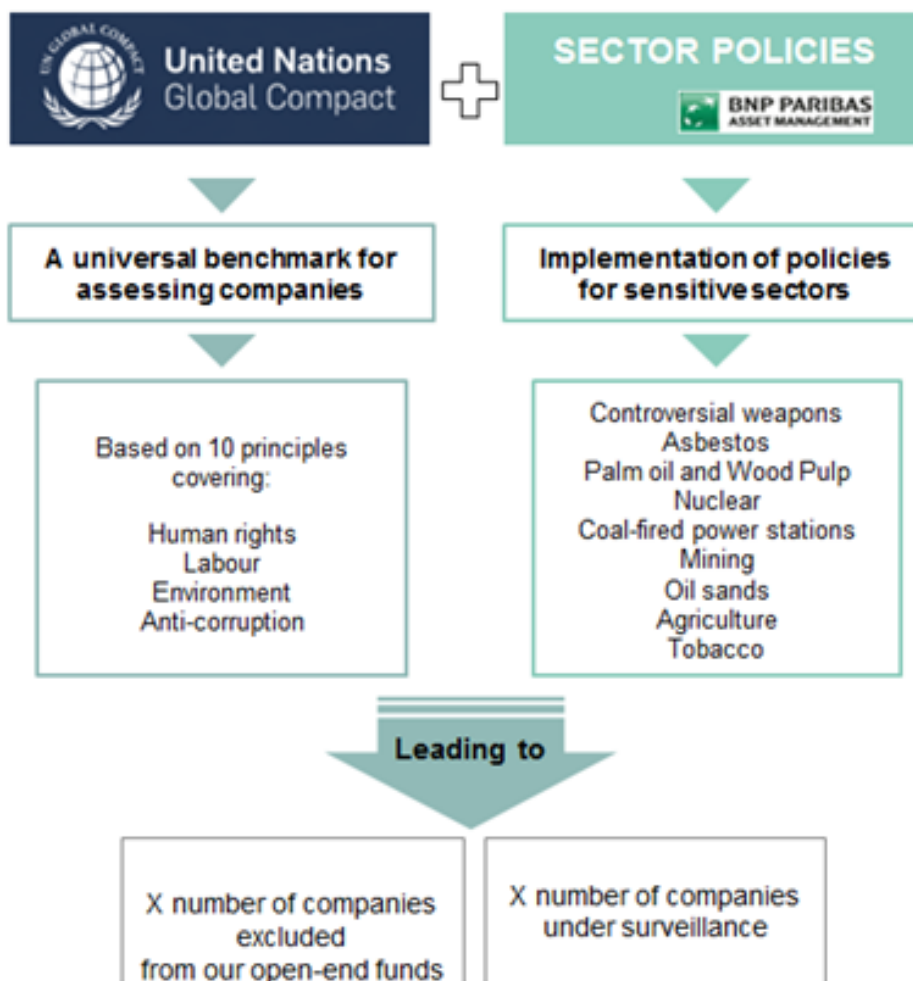 UN GLOBAL COMPACT
United Nations
Global Compact
SECTOR POLICIES
BNP PARIBAS
ASSET MANAGEMENT
A universal benchmark for
assessing companies
Implementation of policies
for sensitive sectors
Based on 10 principles
covering:
Human rights
Labour
Environment
Anti-corruption
Controversial weapons
Asbestos
Palm oil and Wood Pulp
Nuclear
Coal-fired power stations
Mining
Oil sands
Agriculture
Tobacco
Leading to
X number of companies
excluded
from our open-end funds
X number of companies
under surveillance